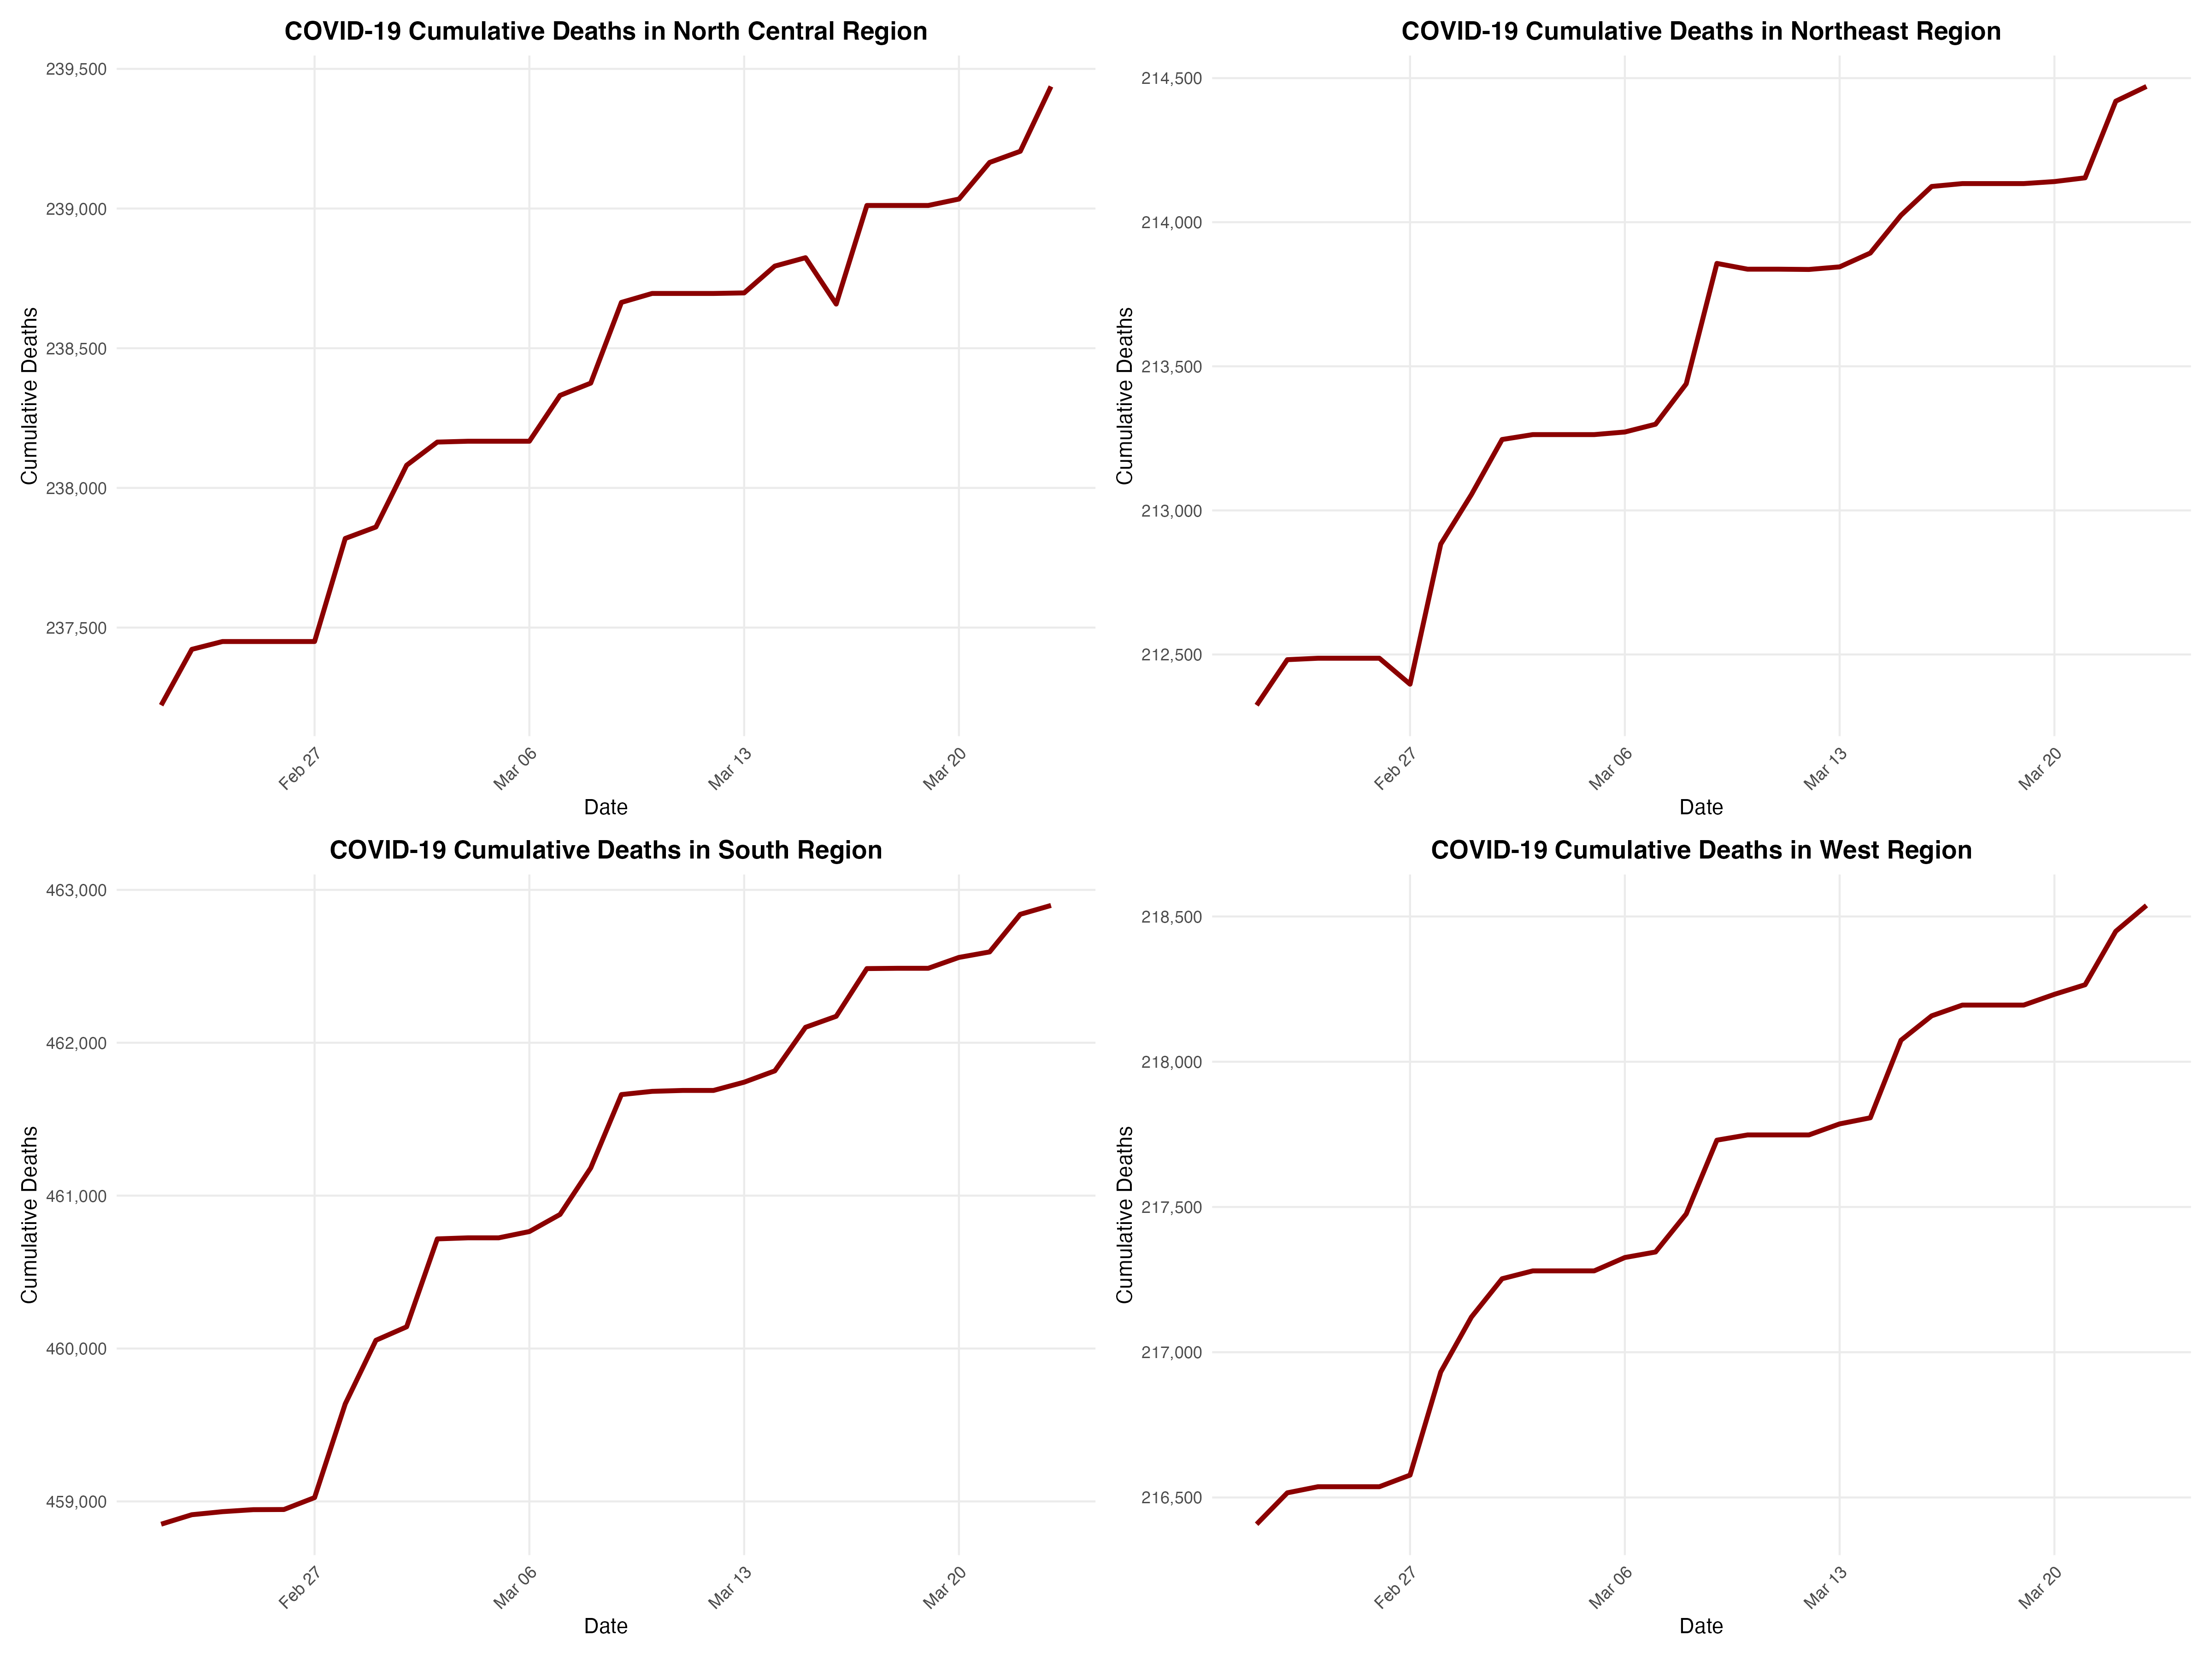 COVID-19 Cumulative Deaths in North Central Region
Cumulative Deaths
239,500
239,000
238,500
238,000
237,500
Feb 27
Mar 06
Mar 13
Mar 20
Date
COVID-19 Cumulative Deaths in Northeast Region
Cumulative Deaths
214,500
214,000
213,500
213,000
212,500
Feb 27
Mar 06
Mar 13
Mar 20
Date
COVID-19 Cumulative Deaths in South Region
Cumulative Deaths
463,000
462,000
461,000
460,000
459,000
Feb 27
Mar 06
Mar 13
Mar 20
Date
COVID-19 Cumulative Deaths in West Region
Cumulative Deaths
218,500
218,000
217,500
217,000
216,500
Feb 27
Mar 06
Mar 13
Mar 20
Date